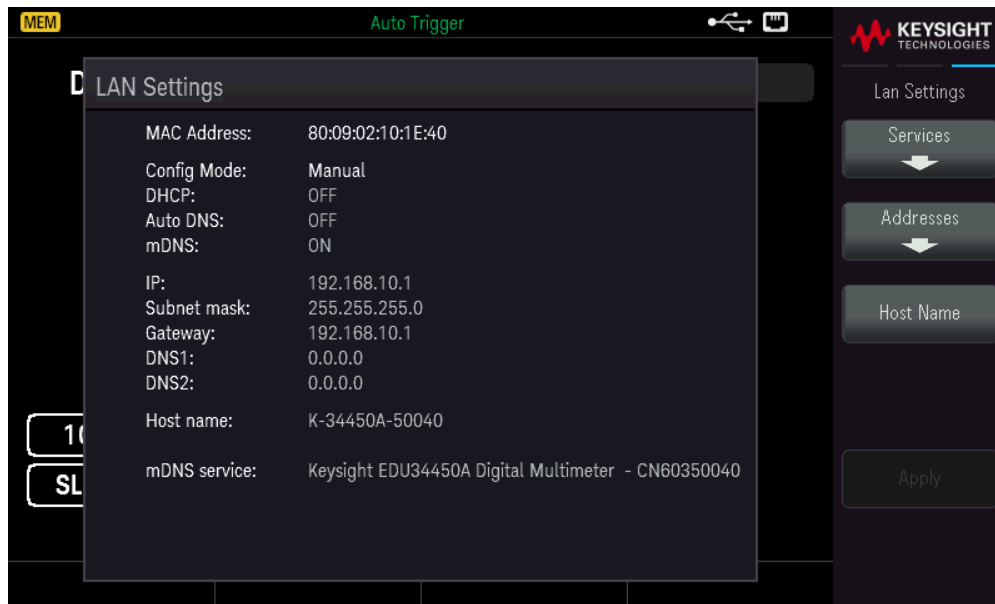 MEM
Auto Trigger
KEYSIGHT
TECHNOLOGIES
D
LAN Settings
Lan Settings
MAC Address: 80:09:02:10:1E:40
Services
Config Mode: Manual
DHCP: OFF
Auto DNS: OFF
Addresses
mDNS: ON
IP: 192.168.10.1
Subnet mask: 255.255.255.0
Host Name
Gateway: 192.168.10.1
DNS1: 0.0.0.0
DNS2: 0.0.0.0
Host name: K-34450A-50040
10
mDNS service: Keysight EDU34450A Digital Multimeter - CN60350040
SL
Apply